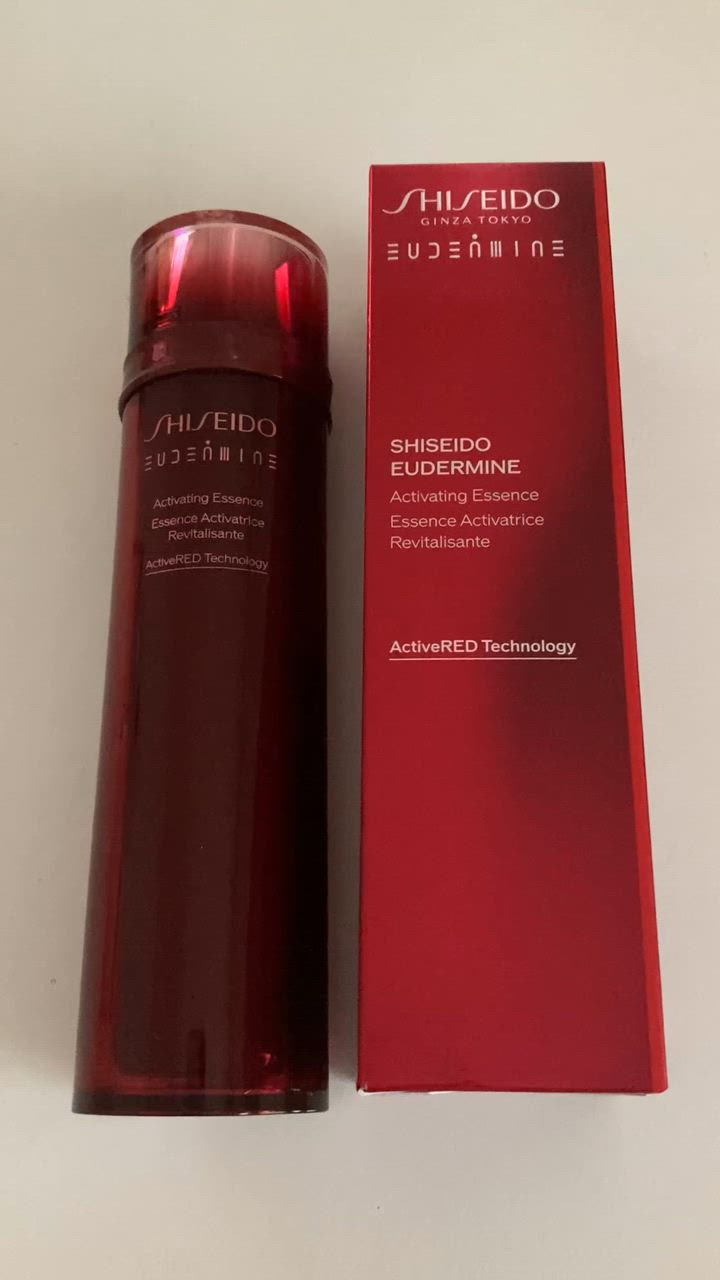 SHISEIDO
EUDERMINE
Activating Essence
Essence Activatrice
Revitalisante
ActiveRED Technology
SHISEIDO
GINZA TOKYO
EUDERMINE
SHISEIDO
EUDERMINE
Activating Essence
Essence Activatrice
Revitalisante
ActiveRED Technology